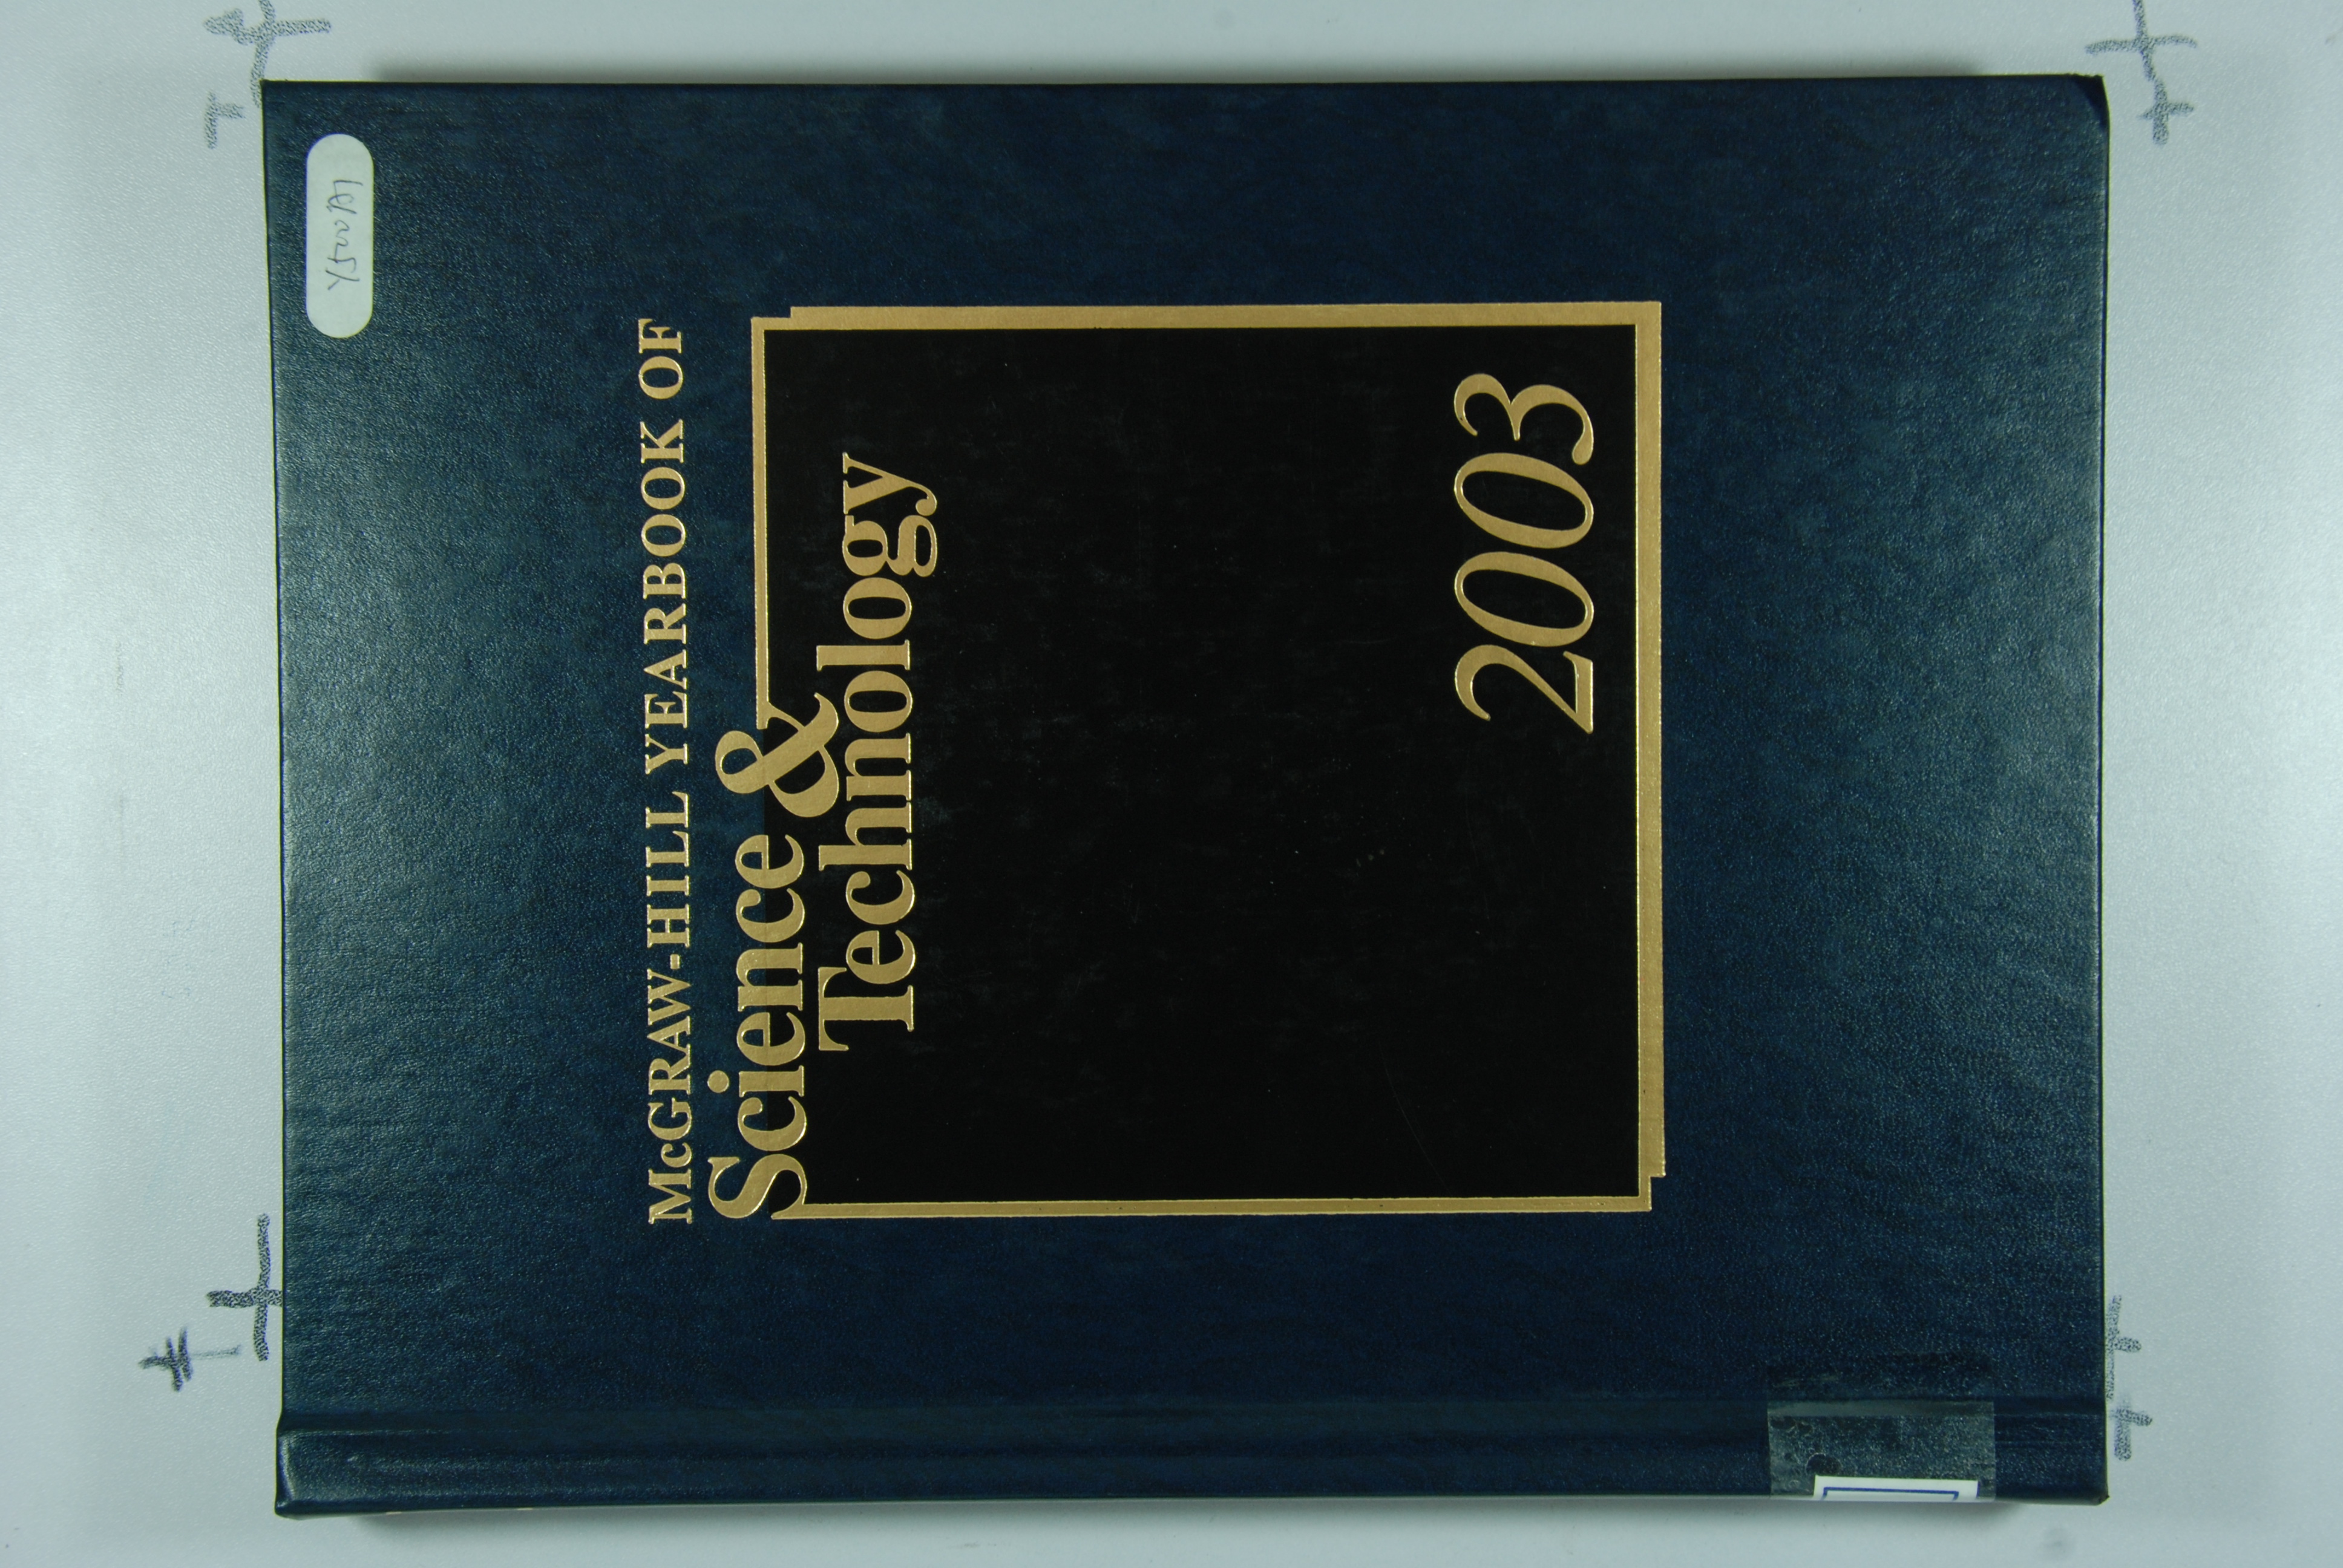 McGRAW-HILL YEARBOOK OF
Science &
Technology
2003